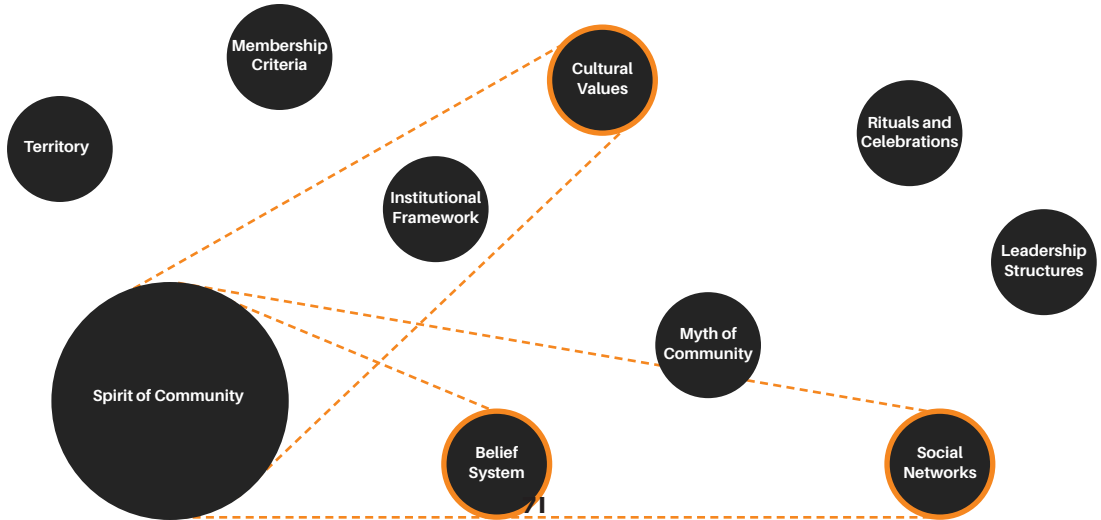 Membership
Criteria
Cultural
Values
Territory
Rituals and
Celebrations
Institutional
Framework
Leadership
Structures
Myth of
Community
Spirit of Community
Belief
System
Social
Networks